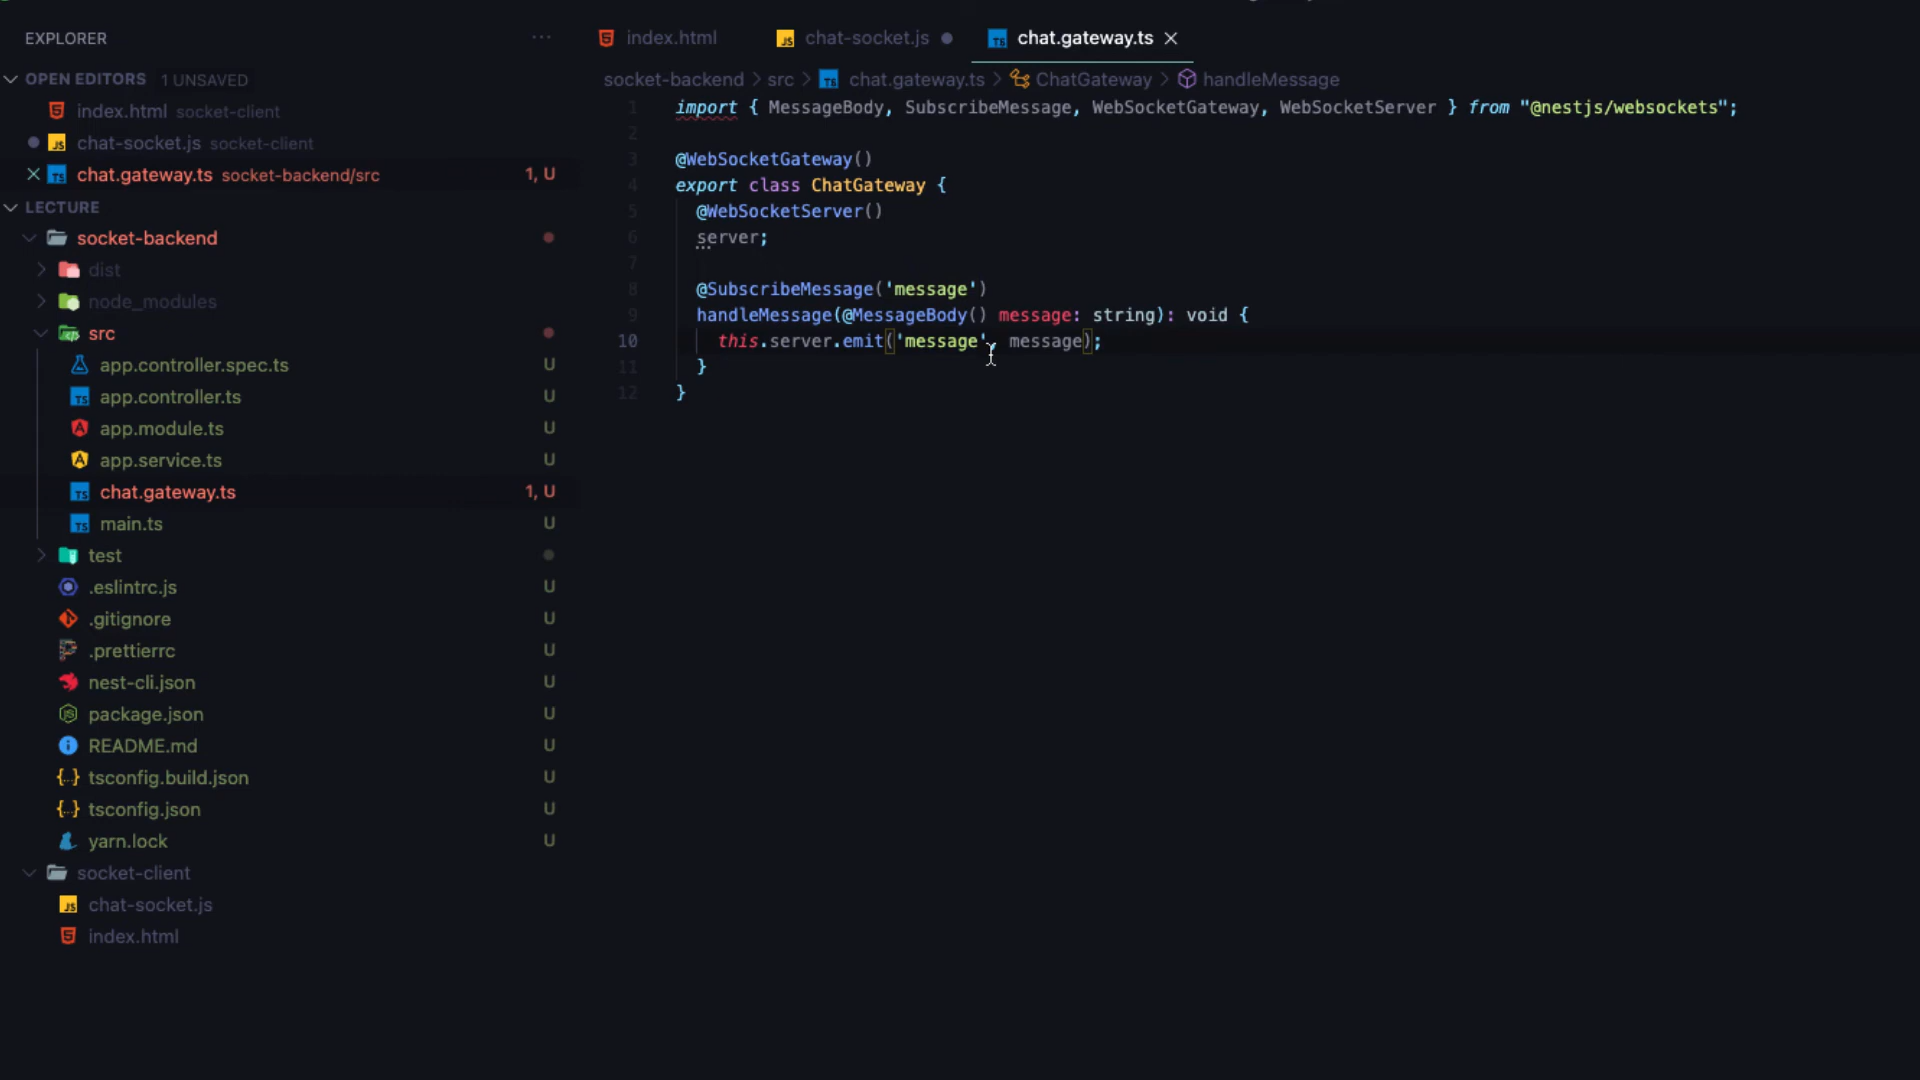 EXPLORER
OPEN EDITORS 1 UNSAVED
index.html socket-client
chat-socket.js socket-client
chat.gateway.ts socket-backend/src 1, U
LECTURE
socket-backend
dist
node_modules
src
app.controller.spec.ts U
app.controller.ts U
app.module.ts U
app.service.ts U
chat.gateway.ts 1, U
main.ts U
test
.eslintrc.js U
.gitignore U
.prettierrc U
nest-cli.json U
package.json U
README.md U
tsconfig.build.json U
tsconfig.json U
yarn.lock U
socket-client
chat-socket.js
index.html
index.html chat-socket.js chat.gateway.ts
socket-backend > src > chat.gateway.ts > ChatGateway > handleMessage
1 import { MessageBody, SubscribeMessage, WebSocketGateway, WebSocketServer } from "@nestjs/websockets";
2
3 @WebSocketGateway()
4 export class ChatGateway {
5 @WebSocketServer()
6 server;
7
8 @SubscribeMessage('message')
9 handleMessage(@MessageBody() message: string): void {
10 this.server.emit('message', message);
11 }
12 }